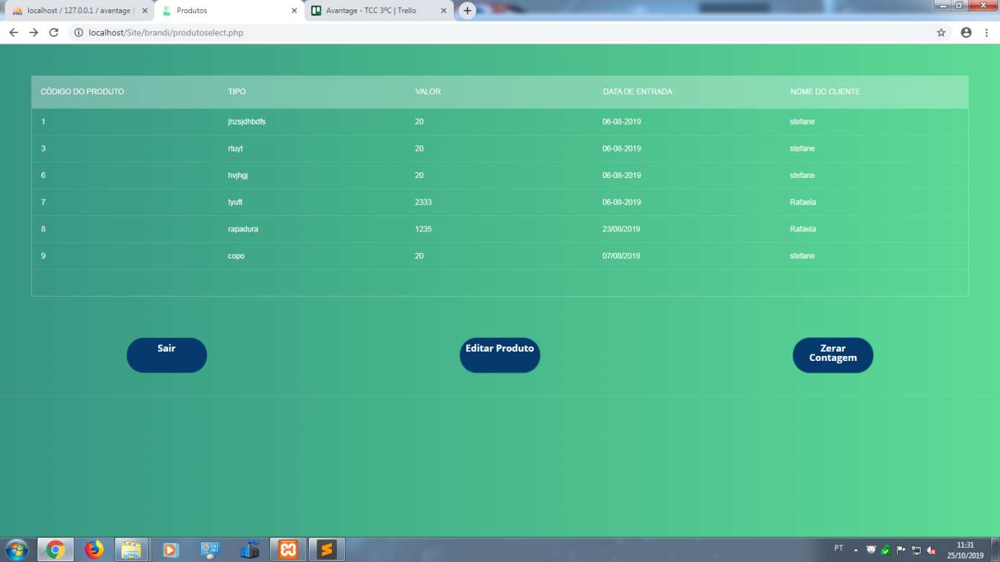 localhost / 127.0.0.1 / avantage |
Produtos
Avantage - TCC 3ºC | Trello
localhost/Site/brandi/produtoselect.php
CÓDIGO DO PRODUTO TIPO VALOR DATA DE ENTRADA NOME DO CLIENTE
1 jhzsjdhbdfs 20 06-08-2019 stefane
3 rtuyt 20 06-08-2019 stefane
6 hvjhgj 20 06-08-2019 stefane
7 tyuft 2333 06-08-2019 Rafaela
8 rapadura 1235 23/08/2019 Rafaela
9 copo 20 07/08/2019 stefane
Sair
Editar Produto
Zerar
Contagem
PT
11:31
25/10/2019